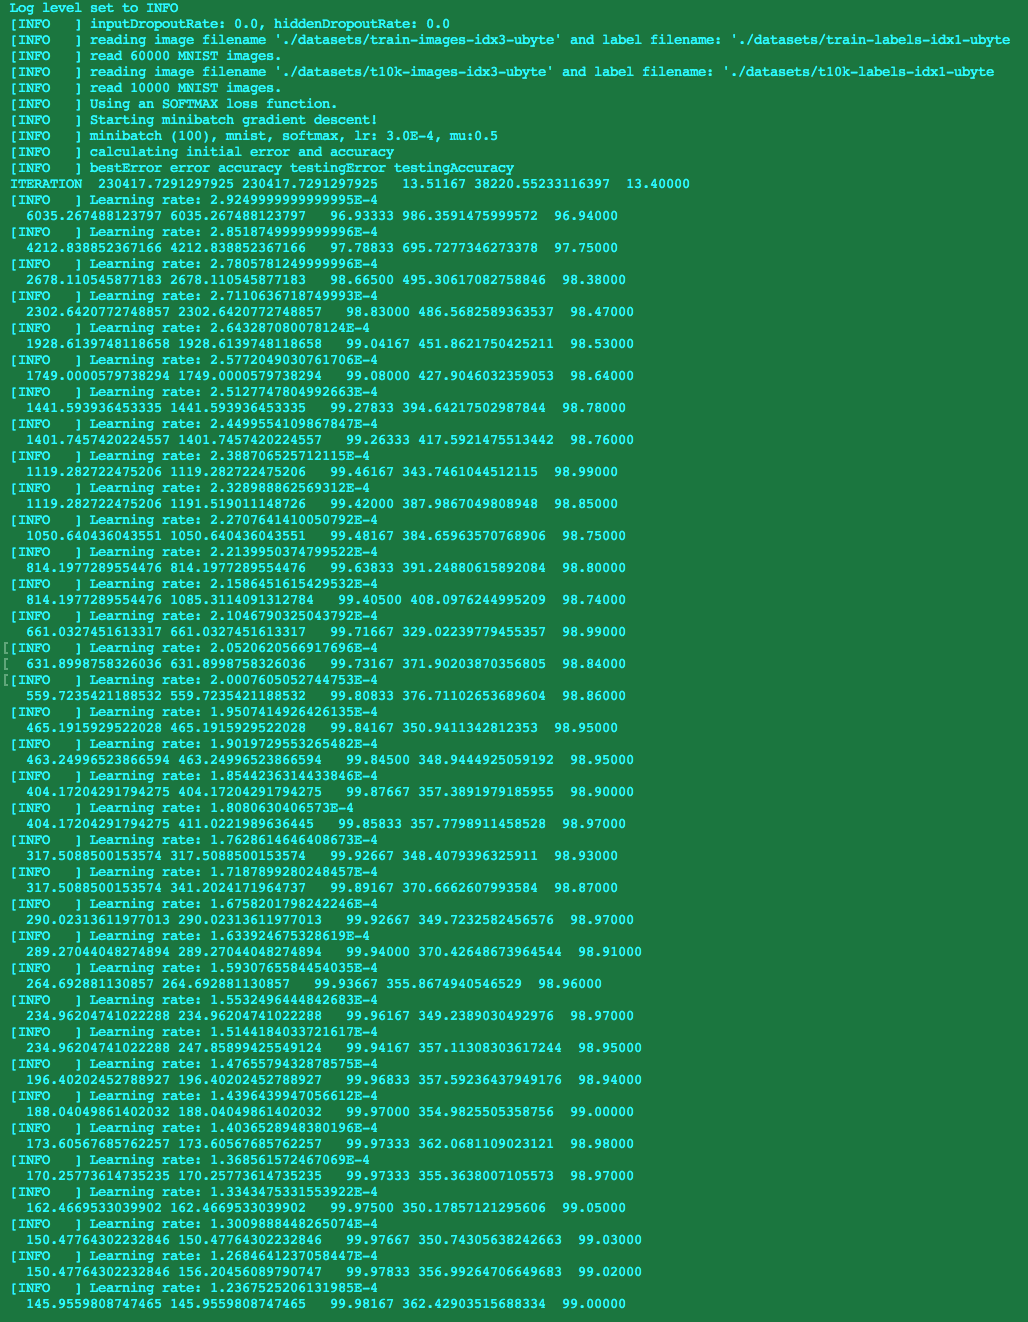 Log level set to INFO
[INFO   ] inputDropoutRate: 0.0, hiddenDropoutRate: 0.0
[INFO   ] reading image filename './datasets/train-images-idx3-ubyte' and label filename: './datasets/train-labels-idx1-ubyte
[INFO   ] read 60000 MNIST images.
[INFO   ] reading image filename './datasets/t10k-images-idx3-ubyte' and label filename: './datasets/t10k-labels-idx1-ubyte
[INFO   ] read 10000 MNIST images.
[INFO   ] Using an SOFTMAX loss function.
[INFO   ] Starting minibatch gradient descent!
[INFO   ] minibatch (100), mnist, softmax, lr: 3.0E-4, mu:0.5
[INFO   ] calculating initial error and accuracy
[INFO   ] bestError error accuracy testingError testingAccuracy
ITERATION  230417.7291297925 230417.7291297925   13.51167 38220.55233116397  13.40000
[INFO   ] Learning rate: 2.9249999999999995E-4
  6035.267488123797 6035.267488123797   96.93333 986.3591475999572  96.94000
[INFO   ] Learning rate: 2.8518749999999996E-4
  4212.838852367166 4212.838852367166   97.78833 695.7277346273378  97.75000
[INFO   ] Learning rate: 2.7805781249999996E-4
  2678.110545877183 2678.110545877183   98.66500 495.30617082758846  98.38000
[INFO   ] Learning rate: 2.7110636718749993E-4
  2302.6420772748857 2302.6420772748857   98.83000 486.5682589363537  98.47000
[INFO   ] Learning rate: 2.643287080078124E-4
  1928.6139748118658 1928.6139748118658   99.04167 451.8621750425211  98.53000
[INFO   ] Learning rate: 2.5772049030761706E-4
  1749.0000579738294 1749.0000579738294   99.08000 427.9046032359053  98.64000
[INFO   ] Learning rate: 2.5127747804992663E-4
  1441.593936453335 1441.593936453335   99.27833 394.64217502987844  98.78000
[INFO   ] Learning rate: 2.4499554109867847E-4
  1401.7457420224557 1401.7457420224557   99.26333 417.5921475513442  98.76000
[INFO   ] Learning rate: 2.388706525712115E-4
  1119.282722475206 1119.282722475206   99.46167 343.7461044512115  98.99000
[INFO   ] Learning rate: 2.328988862569312E-4
  1119.282722475206 1191.519011148726   99.42000 387.9867049808948  98.85000
[INFO   ] Learning rate: 2.2707641410050792E-4
  1050.640436043551 1050.640436043551   99.48167 384.65963570768906  98.75000
[INFO   ] Learning rate: 2.2139950374799522E-4
  814.1977289554476 814.1977289554476   99.63833 391.24880615892084  98.80000
[INFO   ] Learning rate: 2.1586451615429532E-4
  814.1977289554476 1085.3114091312784   99.40500 408.0976244995209  98.74000
[INFO   ] Learning rate: 2.1046790325043792E-4
  661.0327451613317 661.0327451613317   99.71667 329.02239779455357  98.99000
[[INFO   ] Learning rate: 2.0520620566917696E-4
[  631.8998758326036 631.8998758326036   99.73167 371.90203870356805  98.84000
[[INFO   ] Learning rate: 2.0007605052744753E-4
  559.7235421188532 559.7235421188532   99.80833 376.71102653689604  98.86000
[INFO   ] Learning rate: 1.9507414926426135E-4
  465.1915929522028 465.1915929522028   99.84167 350.9411342812353  98.95000
[INFO   ] Learning rate: 1.9019729553265482E-4
  463.24996523866594 463.24996523866594   99.84500 348.9444925059192  98.95000
[INFO   ] Learning rate: 1.8544236314433846E-4
  404.17204291794275 404.17204291794275   99.87667 357.3891979185955  98.90000
[INFO   ] Learning rate: 1.8080630406573E-4
  404.17204291794275 411.0221989636445   99.85833 357.7798911458528  98.97000
[INFO   ] Learning rate: 1.7628614646408673E-4
  317.5088500153574 317.5088500153574   99.92667 348.4079396325911  98.93000
[INFO   ] Learning rate: 1.7187899280248457E-4
  317.5088500153574 341.2024171964737   99.89167 370.6662607993584  98.87000
[INFO   ] Learning rate: 1.6758201798242246E-4
  290.02313611977013 290.02313611977013   99.92667 349.7232582456576  98.97000
[INFO   ] Learning rate: 1.633924675328619E-4
  289.27044048274894 289.27044048274894   99.94000 370.42648673964544  98.91000
[INFO   ] Learning rate: 1.5930765584454035E-4
  264.692881130857 264.692881130857   99.93667 355.8674940546529  98.96000
[INFO   ] Learning rate: 1.5532496444842683E-4
  234.96204741022288 234.96204741022288   99.96167 349.2389030492976  98.97000
[INFO   ] Learning rate: 1.5144184033721617E-4
  234.96204741022288 247.85899425549124   99.94167 357.11308303617244  98.95000
[INFO   ] Learning rate: 1.4765579432878575E-4
  196.40202452788927 196.40202452788927   99.96833 357.59236437949176  98.94000
[INFO   ] Learning rate: 1.4396439947056612E-4
  188.04049861402032 188.04049861402032   99.97000 354.9825505358756  99.00000
[INFO   ] Learning rate: 1.4036528948380196E-4
  173.60567685762257 173.60567685762257   99.97333 362.0681109023121  98.98000
[INFO   ] Learning rate: 1.368561572467069E-4
  170.25773614735235 170.25773614735235   99.97333 355.3638007105573  98.97000
[INFO   ] Learning rate: 1.3343475331553922E-4
  162.4669533039902 162.4669533039902   99.97500 350.17857121295606  99.05000
[INFO   ] Learning rate: 1.3009888448265074E-4
  150.47764302232846 150.47764302232846   99.97667 350.74305638242663  99.03000
[INFO   ] Learning rate: 1.2684641237058447E-4
  150.47764302232846 156.20456089790747   99.97833 356.99264706649683  99.02000
[INFO   ] Learning rate: 1.2367525206131985E-4
  145.9559808747465 145.9559808747465   99.98167 362.42903515688334  99.00000